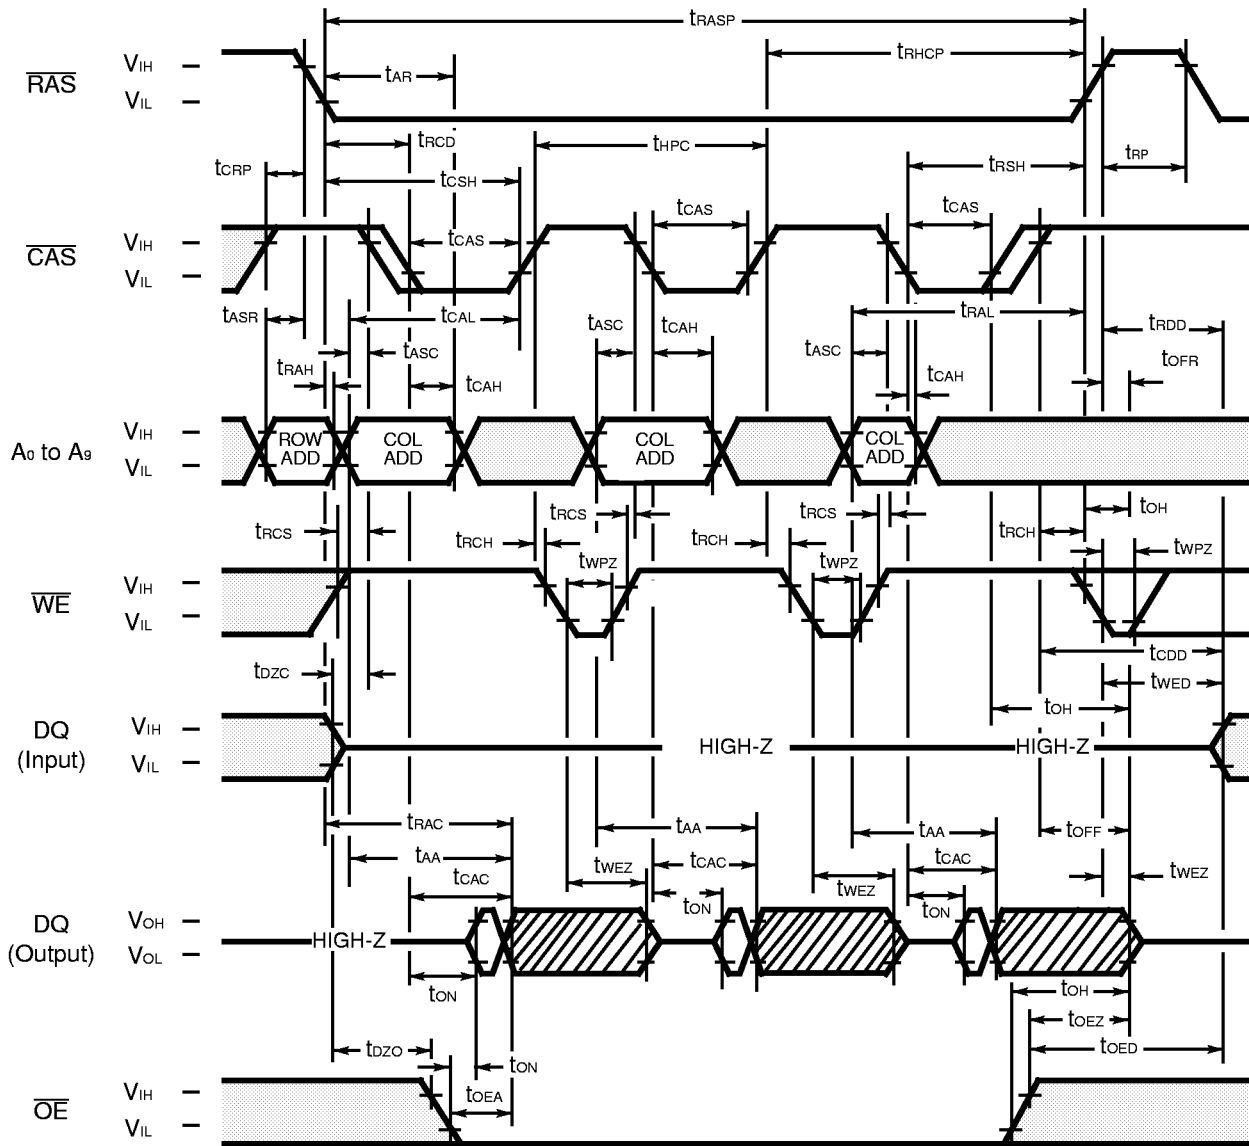 tRASP
tRHCP
tAR
RAS
VIH
VIL
tRCD
tHPC
tCRP
tCSH
tRSH
tRP
tCAS
tCAS
CAS
VIH
VIL
tCAS
tASR
tCAL
tASC
tCAH
tRAL
tRDD
tRAH
tASC
tCAH
tASC
tCAH
tOFR
A0 to A9
VIH
VIL
ROW ADD
COL ADD
COL ADD
COL ADD
tRCS
tRCH
tRCS
tWPZ
tRCH
tRCS
tWPZ
tRCH
tOH
tWPZ
WE
VIH
VIL
tDZC
tCDD
tWED
tOH
DQ
(Input)
VIH
VIL
HIGH-Z
HIGH-Z
tRAC
tAA
tAA
tOFF
tAA
tCAC
tCAC
tCAC
tWEZ
tWEZ
tWEZ
tON
tON
DQ
(Output)
VOH
VOL
HIGH-Z
tON
tOH
tOEZ
tDZO
tON
tOED
tOEA
OE
VIH
VIL